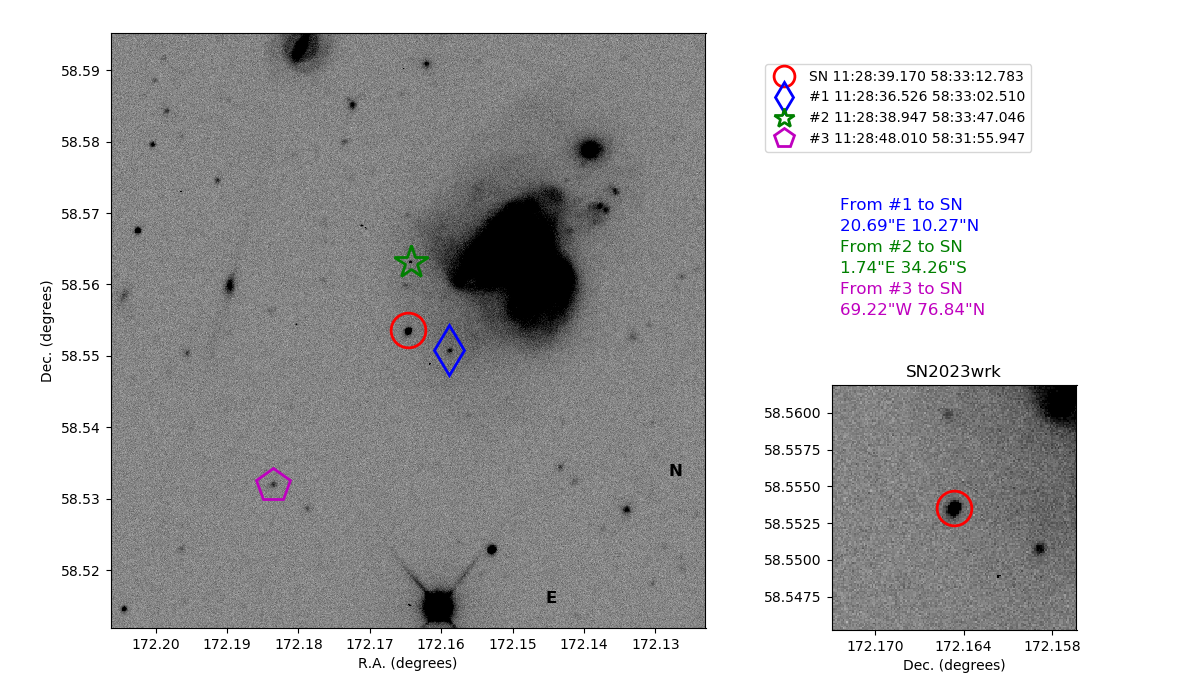 SN 11:28:39.170 58:33:12.783
#1 11:28:36.526 58:33:02.510
#2 11:28:38.947 58:33:47.046
#3 11:28:48.010 58:31:55.947
From #1 to SN
20.69"E 10.27"N
From #2 to SN
1.74"E 34.26"S
From #3 to SN
69.22"W 76.84"N
58.59
58.58
58.57
58.56
58.55
58.54
58.53
58.52
Dec. (degrees)
N
E
172.20 172.19 172.18 172.17 172.16 172.15 172.14 172.13
R.A. (degrees)
SN2023wrk
58.5600
58.5575
58.5550
58.5525
58.5500
58.5475
172.170 172.164 172.158
Dec. (degrees)